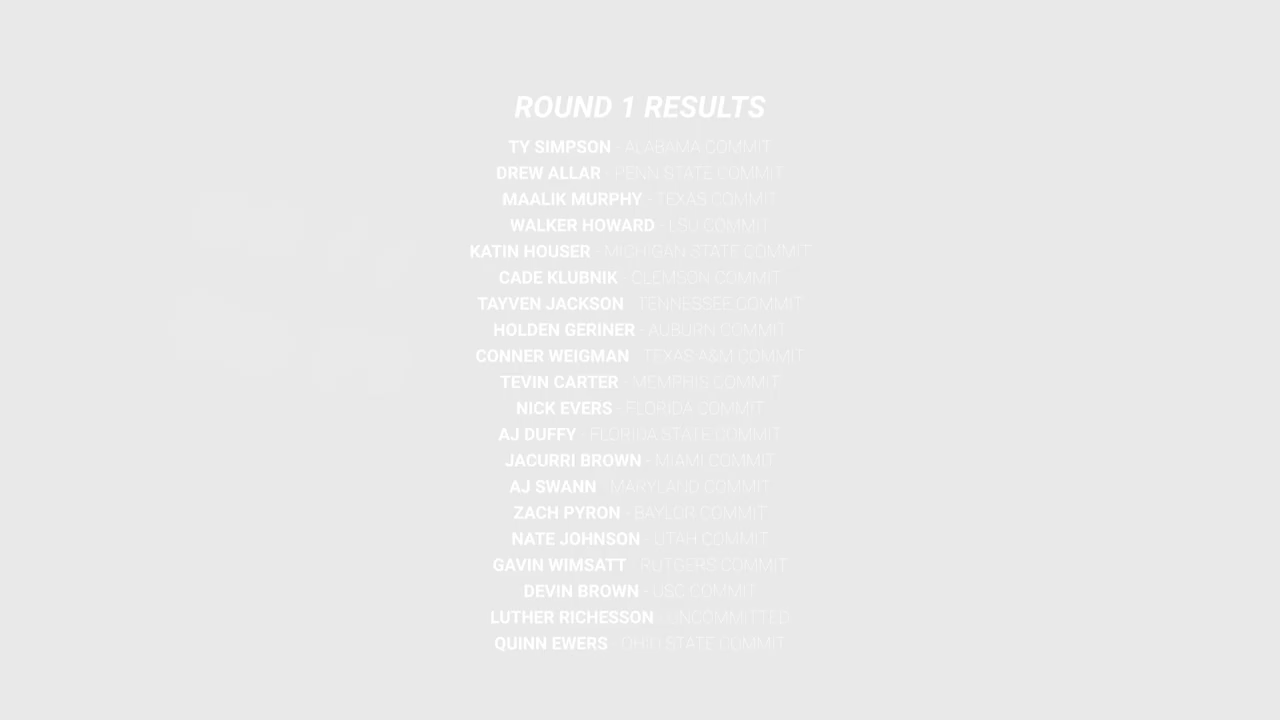 ROUND 1 RESULTS
TY SIMPSON - ALABAMA COMMIT
DREW ALLAR - PENN STATE COMMIT
MAALIK MURPHY - TEXAS COMMIT
WALKER HOWARD - LSU COMMIT
KATIN HOUSER - MICHIGAN STATE COMMIT
CADE KLUBNIK - CLEMSON COMMIT
TAYVEN JACKSON - TENNESSEE COMMIT
HOLDEN GERINER - AUBURN COMMIT
CONNER WEIGMAN - TEXAS A&M COMMIT
TEVIN CARTER - MEMPHIS COMMIT
NICK EVERS - FLORIDA COMMIT
AJ DUFFY - FLORIDA STATE COMMIT
JACURRI BROWN - MIAMI COMMIT
AJ SWANN - MARYLAND COMMIT
ZACH PYRON - BAYLOR COMMIT
NATE JOHNSON - UTAH COMMIT
GAVIN WIMSATT - RUTGERS COMMIT
DEVIN BROWN - USC COMMIT
LUTHER RICHESSON - UNCOMMITTED
QUINN EWERS - OHIO STATE COMMIT